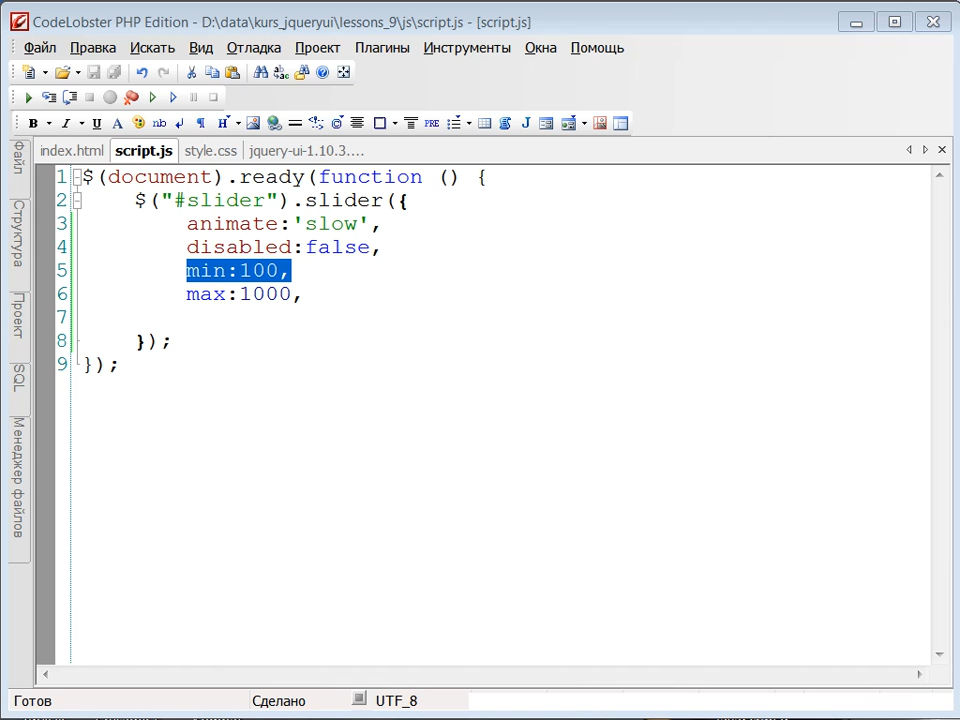 CodeLobster PHP Edition - D:\data\kurs_jqueryui\lessons_9\js\script.js - [script.js]
Файл Правка Искать Вид Отладка Проект Плагины Инструменты Окна Помощь
B I U A nb H PRE J
index.html script.js style.css jquery-ui-1.10.3....
Файл
Структура
Проект
SQL
Менеджер файлов
1 $(document).ready(function () {
2 $("#slider").slider({
3 animate:'slow',
4 disabled:false,
5 min:100,
6 max:1000,
7
8 });
9 });
Готов Сделано UTF_8